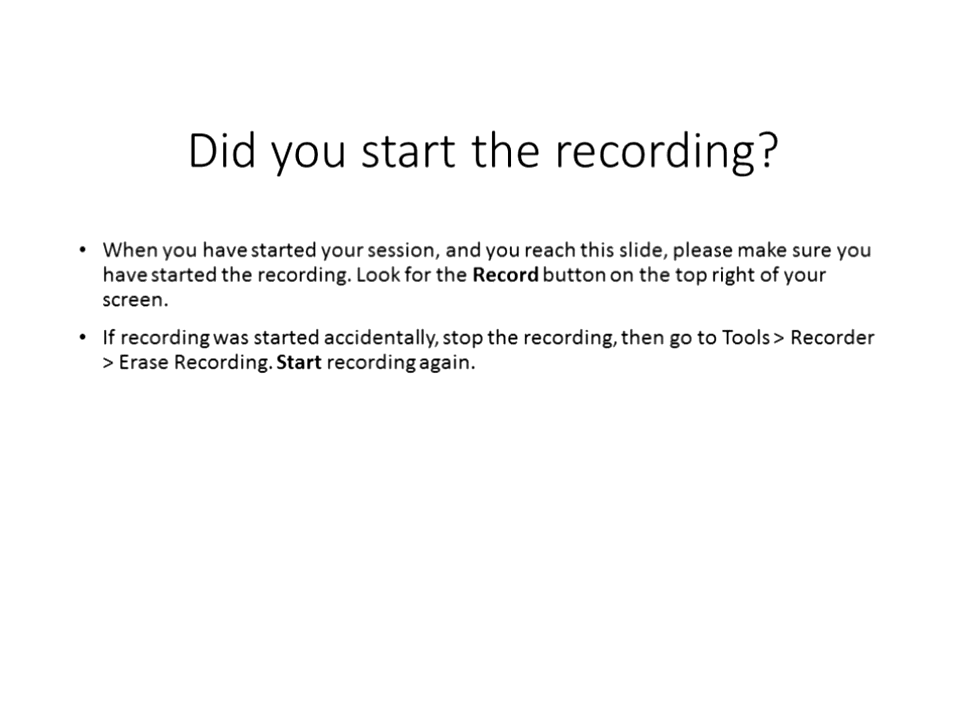 Did you start the recording?
• When you have started your session, and you reach this slide, please make sure you
have started the recording. Look for the Record button on the top right of your
screen.
• If recording was started accidentally, stop the recording, then go to Tools > Recorder
> Erase Recording. Start recording again.